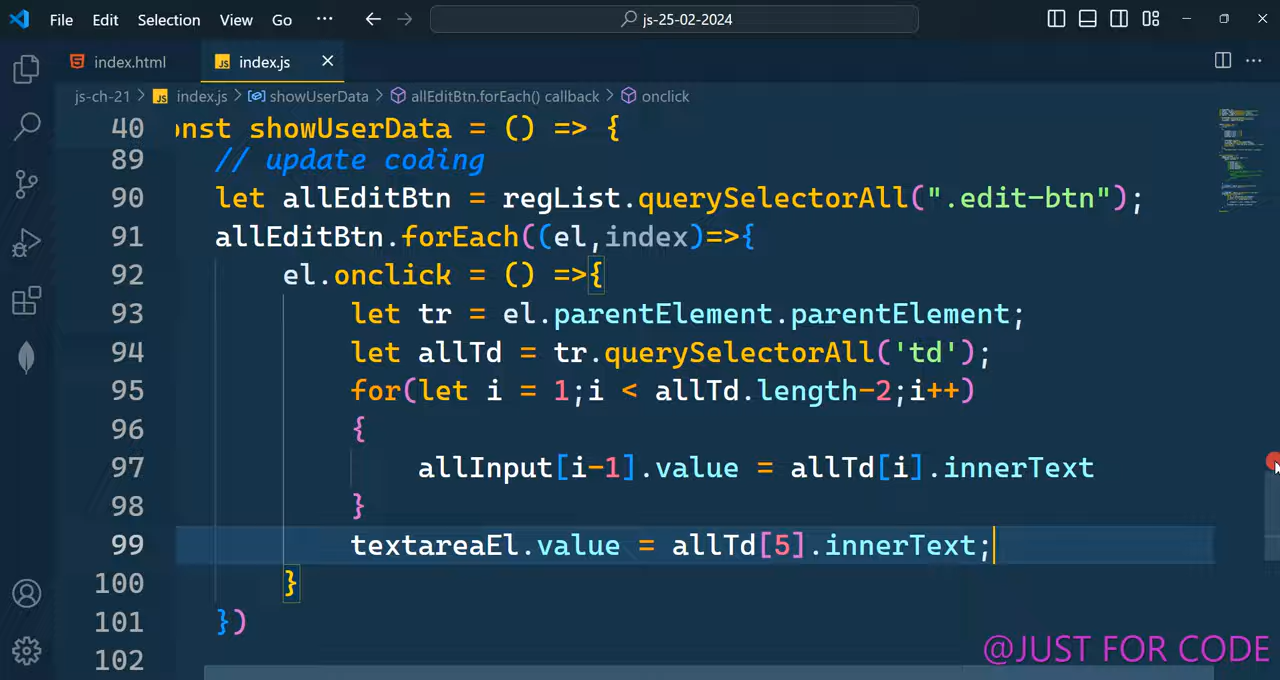 File Edit Selection View Go ··· js-25-02-2024
index.html JS index.js
js-ch-21 > JS index.js > showUserData > allEditBtn.forEach() callback > onclick
40 onst showUserData = () => {
89 // update coding
90 let allEditBtn = regList.querySelectorAll(".edit-btn");
91 allEditBtn.forEach((el,index)=>{
92 el.onclick = () =>{
93 let tr = el.parentElement.parentElement;
94 let allTd = tr.querySelectorAll('td');
95 for(let i = 1;i < allTd.length-2;i++)
96 {
97 allInput[i-1].value = allTd[i].innerText
98 }
99 textareaEl.value = allTd[5].innerText;
100 }
101 })
102
@JUST FOR CODE